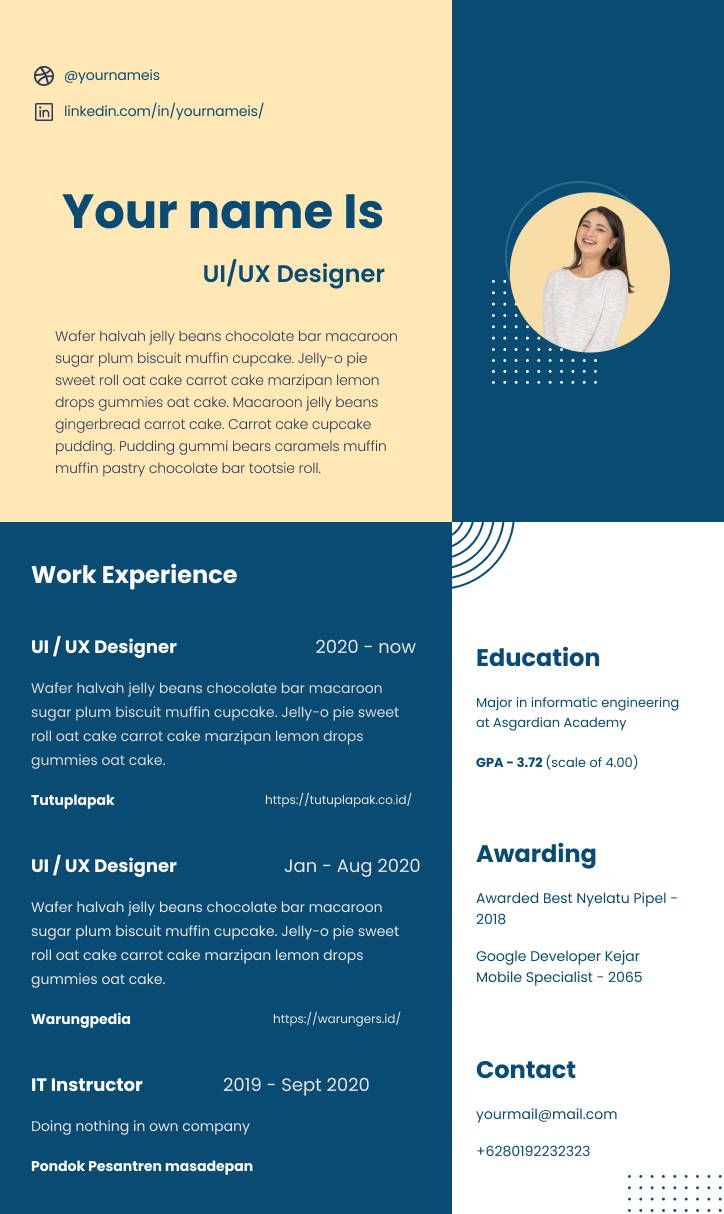 @yournameis
linkedin.com/in/yournameis/
Your name Is
UI/UX Designer
Wafer halvah jelly beans chocolate bar macaroon
sugar plum biscuit muffin cupcake. Jelly-o pie
sweet roll oat cake carrot cake marzipan lemon
drops gummies oat cake. Macaroon jelly beans
gingerbread carrot cake. Carrot cake cupcake
pudding. Pudding gummi bears caramels muffin
muffin pastry chocolate bar tootsie roll.
Work Experience
UI / UX Designer 2020 - now
Wafer halvah jelly beans chocolate bar macaroon
sugar plum biscuit muffin cupcake. Jelly-o pie sweet
roll oat cake carrot cake marzipan lemon drops
gummies oat cake.
Tutuplapak https://tutuplapak.co.id/
UI / UX Designer Jan - Aug 2020
Wafer halvah jelly beans chocolate bar macaroon
sugar plum biscuit muffin cupcake. Jelly-o pie sweet
roll oat cake carrot cake marzipan lemon drops
gummies oat cake.
Warungpedia https://warungers.id/
IT Instructor 2019 - Sept 2020
Doing nothing in own company
Pondok Pesantren masadepan
Education
Major in informatic engineering
at Asgardian Academy
GPA - 3.72 (scale of 4.00)
Awarding
Awarded Best Nyelatu Pipel -
2018
Google Developer Kejar
Mobile Specialist - 2065
Contact
yourmail@mail.com
+6280192232323